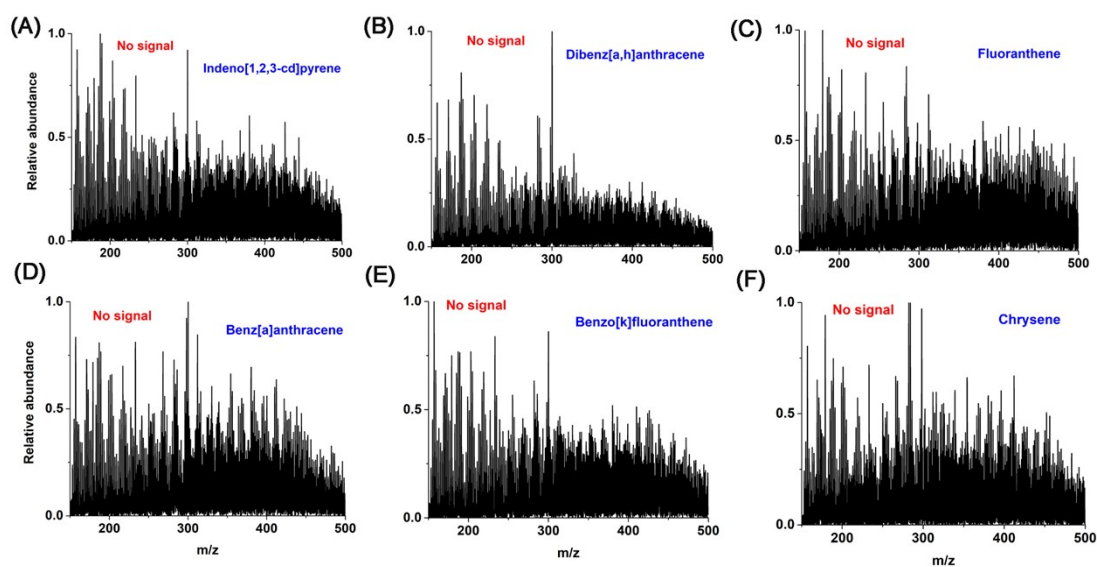 (A)
1.0
No signal
Indeno[1,2,3-cd]pyrene
Relative abundance
0.5
0.0
200
300
400
500
(B)
1.0
No signal
Dibenz[a,h]anthracene
0.5
0.0
200
300
400
500
(C)
1.0
No signal
Fluoranthene
0.5
0.0
200
300
400
500
(D)
1.0
No signal
Benz[a]anthracene
Relative abundance
0.5
0.0
200
300
400
500
m/z
(E)
1.0
No signal
Benzo[k]fluoranthene
0.5
0.0
200
300
400
500
m/z
(F)
1.0
No signal
Chrysene
0.5
0.0
200
300
400
500
m/z